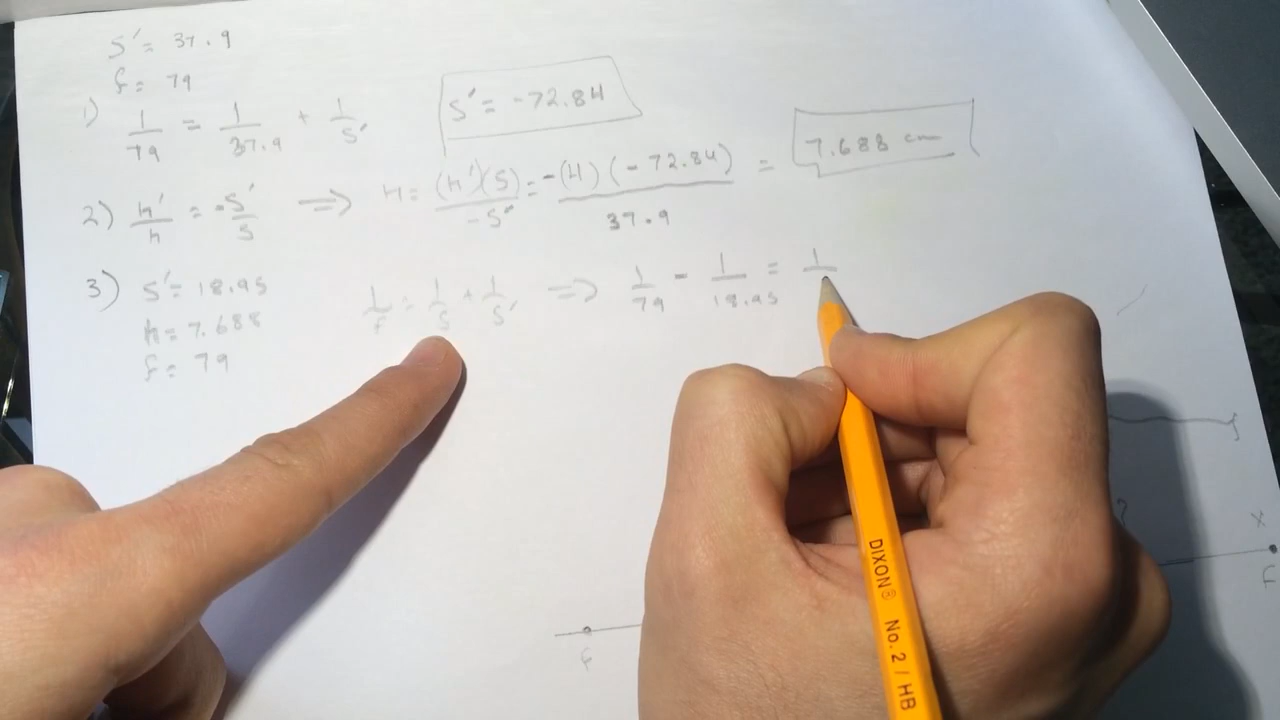 S' = 37.9
f = 79
1) 1/79 = 1/37.9 + 1/S'
S' = -72.84
2) h'/h = -S'/S ⟹ H = (h')(S)/-S' = -(4)(-72.84)/37.9 = 7.688 cm
3) S' = 18.95
h = 7.688
f = 79
1/f = 1/S + 1/S' ⟹ 1/79 - 1/18.95 = 1/
x
n
f
DIXON® No. 2 / HB